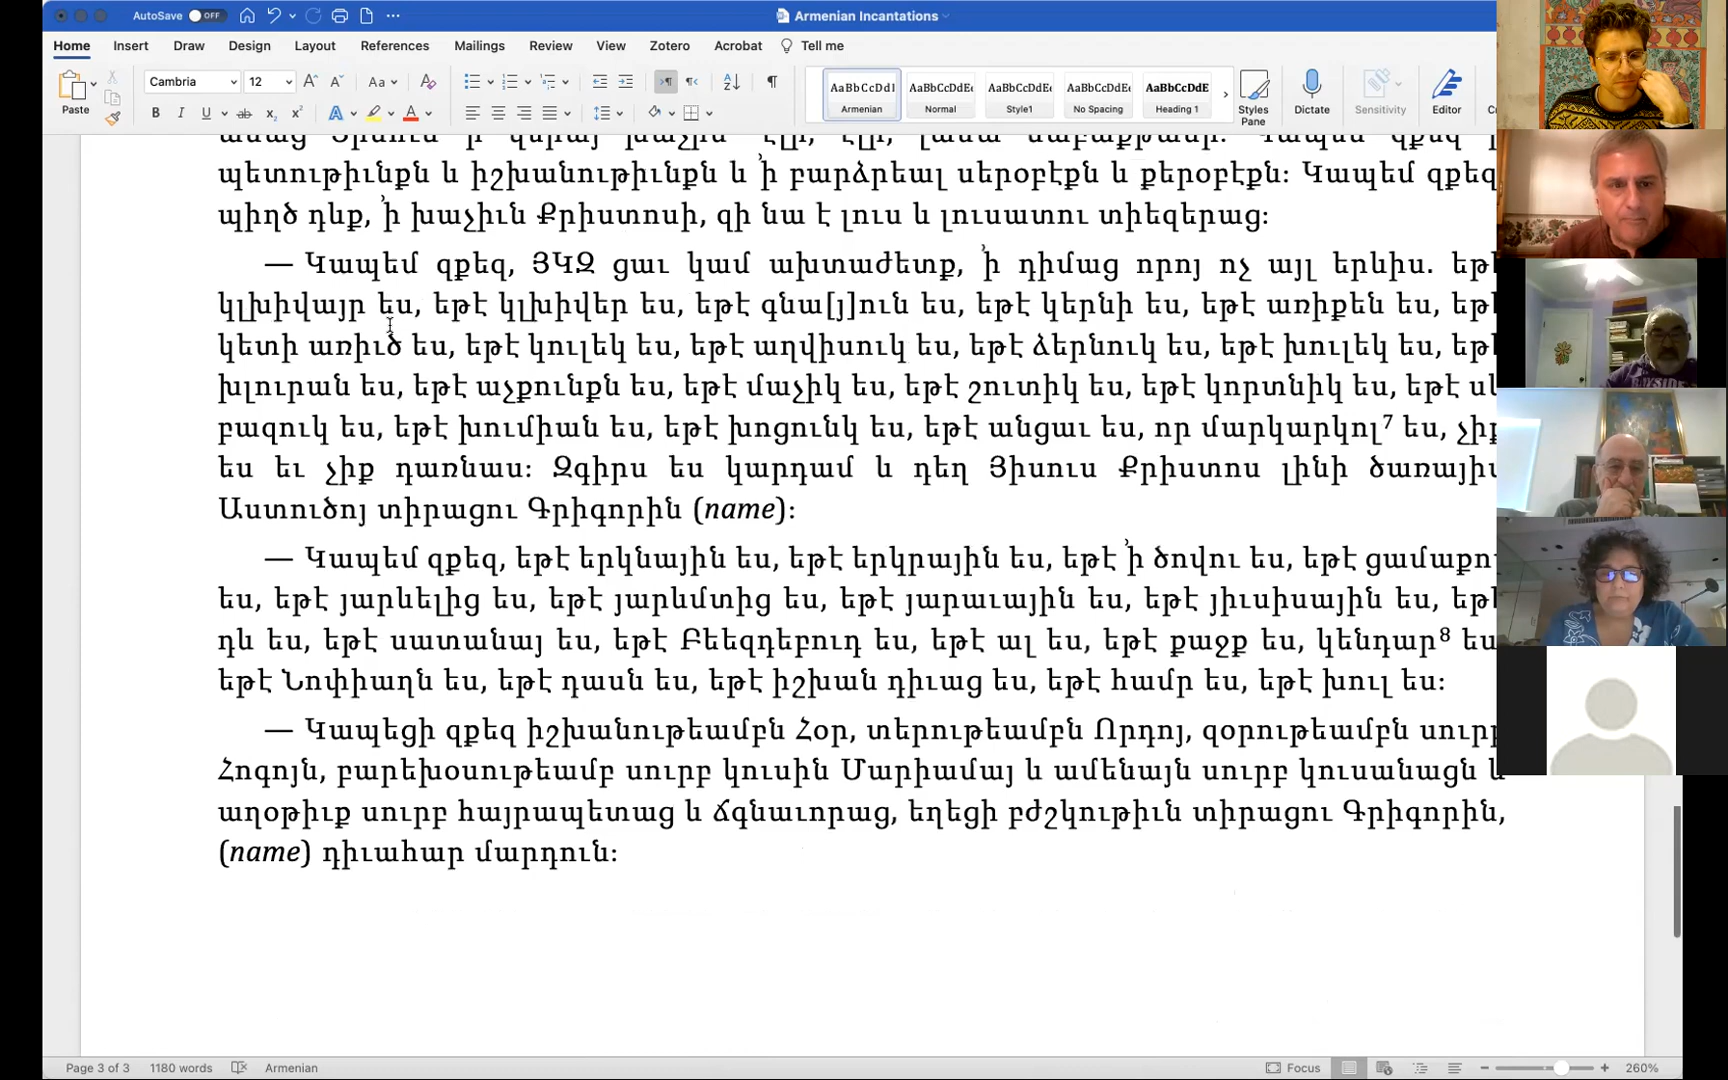 AutoSave OFF
Armenian Incantations
Home Insert Draw Design Layout References Mailings Review View Zotero Acrobat Tell me
Paste
Cambria 12
Aa
AaBbCcDdI AaBbCcDdEe AaBbCcDdEe AaBbCcDdEe AaBbCcDdE
Armenian Normal Style1 No Spacing Heading 1
Styles Pane
Dictate
Sensitivity
Editor
պետութիւնքն և իշխանութիւնքն և ՚ի բարձրեալ սերօբէքն և քերօբէքն։ Կապեմ զքեզ
պիղծ դևք, ՚ի խաչիւն Քրիստոսի, զի նա է լուս և լուսատու տիեզերաց։
— Կապեմ զքեզ, ՅԿԶ ցաւ կամ ախտաժետք, ՚ի դիմաց որոյ ոչ այլ երևիս. եթէ
կլխիվայր ես, եթէ կլխիվեր ես, եթէ գնա[յ]ուն ես, եթէ կերնի ես, եթէ առիքեն ես, եթէ
կետի առիւծ ես, եթէ կուլեկ ես, եթէ աղվիսուկ ես, եթէ ձերնուկ ես, եթէ խուլեկ ես, եթէ
խլուրան ես, եթէ աչքունքն ես, եթէ մաչիկ ես, եթէ շուտիկ ես, եթէ կորտնիկ ես, եթէ
բազուկ ես, եթէ խումիան ես, եթէ խոցունկ ես, եթէ անցաւ ես, որ մարկարկոլ⁷ ես, չիք
ես եւ չիք դառնաս։ Զգիրս ես կարդամ և դեղ Յիսուս Քրիստոս լինի ծառայիս
Աստուծոյ տիրացու Գրիգորին (name)։
— Կապեմ զքեզ, եթէ երկնային ես, եթէ երկրային ես, եթէ ՚ի ծովու ես, եթէ ցամաքու
ես, եթէ յարևելից ես, եթէ յարևմտից ես, եթէ յարաւային ես, եթէ յիւսիսային ես, եթէ
դև ես, եթէ սատանայ ես, եթէ Բեեզդեբուդ ես, եթէ ալ ես, եթէ քաջք ես, կենդար⁸ ես
եթէ Նոփիաղն ես, եթէ դասն ես, եթէ իշխան դիւաց ես, եթէ համր ես, եթէ խուլ ես։
— Կապեցի զքեզ իշխանութեամբն Հօր, տերութեամբն Որդոյ, զօրութեամբն սուրբ
Հոգոյն, բարեխօսութեամբ սուրբ կուսին Մարիամայ և ամենայն սուրբ կուսանացն և
աղօթիւք սուրբ հայրապետաց և ճգնաւորաց, եղեցի բժշկութիւն տիրացու Գրիգորին,
(name) դիւահար մարդուն։
Page 3 of 3 1180 words Armenian Focus 260%